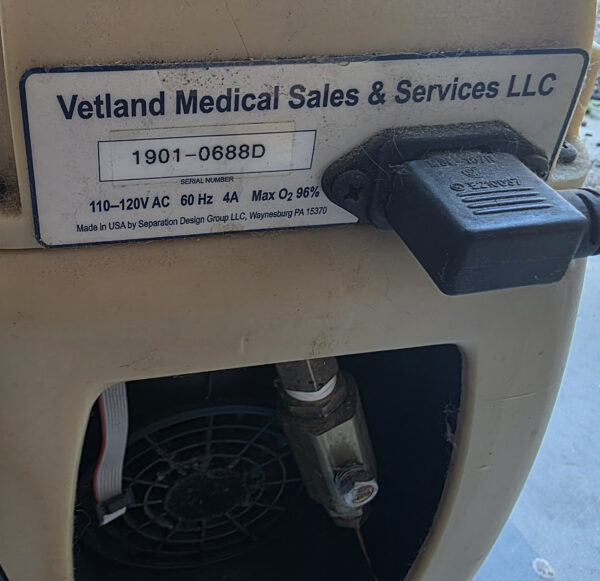 Vetland Medical Sales & Services LLC
1901-0688D
SERIAL NUMBER
110–120V AC 60 Hz 4A Max O₂ 96%
Made in USA by Separation Design Group LLC, Waynesburg PA 15370